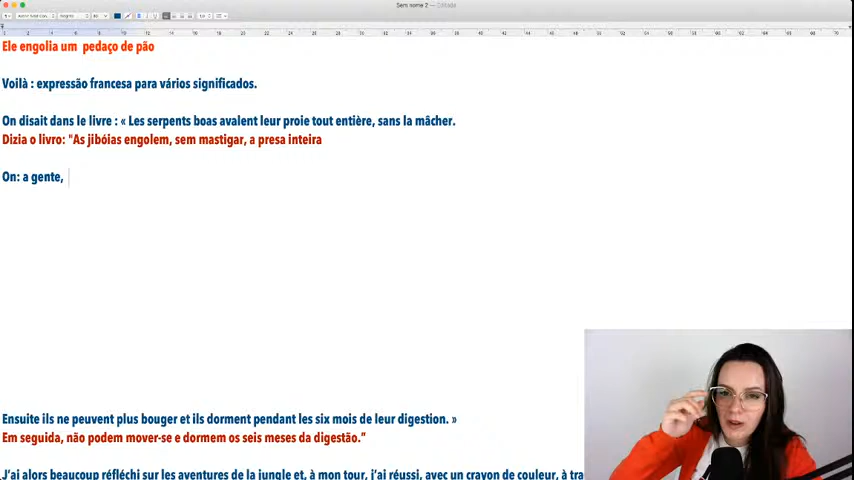 Sem nome 2 — Editada
Ele engolia um pedaço de pão
Voilà : expressão francesa para vários significados.
On disait dans le livre : « Les serpents boas avalent leur proie tout entière, sans la mâcher.
Dizia o livro: "As jibóias engolem, sem mastigar, a presa inteira
On: a gente,
Ensuite ils ne peuvent plus bouger et ils dorment pendant les six mois de leur digestion. »
Em seguida, não podem mover-se e dormem os seis meses da digestão.”
J’ai alors beaucoup réfléchi sur les aventures de la jungle et, à mon tour, j’ai réussi, avec un crayon de couleur, à tra